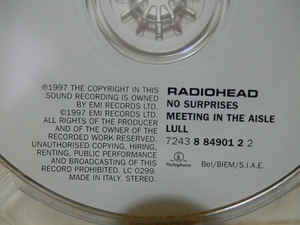 ©1997 THE COPYRIGHT IN THIS
SOUND RECORDING IS OWNED
BY EMI RECORDS LTD.
℗1997 EMI RECORDS LTD.
ALL RIGHTS OF THE PRODUCER
AND OF THE OWNER OF THE
RECORDED WORK RESERVED.
UNAUTHORISED COPYING, HIRING,
RENTING, PUBLIC PERFORMANCE
AND BROADCASTING OF THIS
RECORD PROHIBITED. LC 0299.
MADE IN ITALY. STEREO.
RADIOHEAD
NO SURPRISES
MEETING IN THE AISLE
LULL
7243 8 84901 2 2
Parlophone
Bel/BIEM/S.I.A.E.